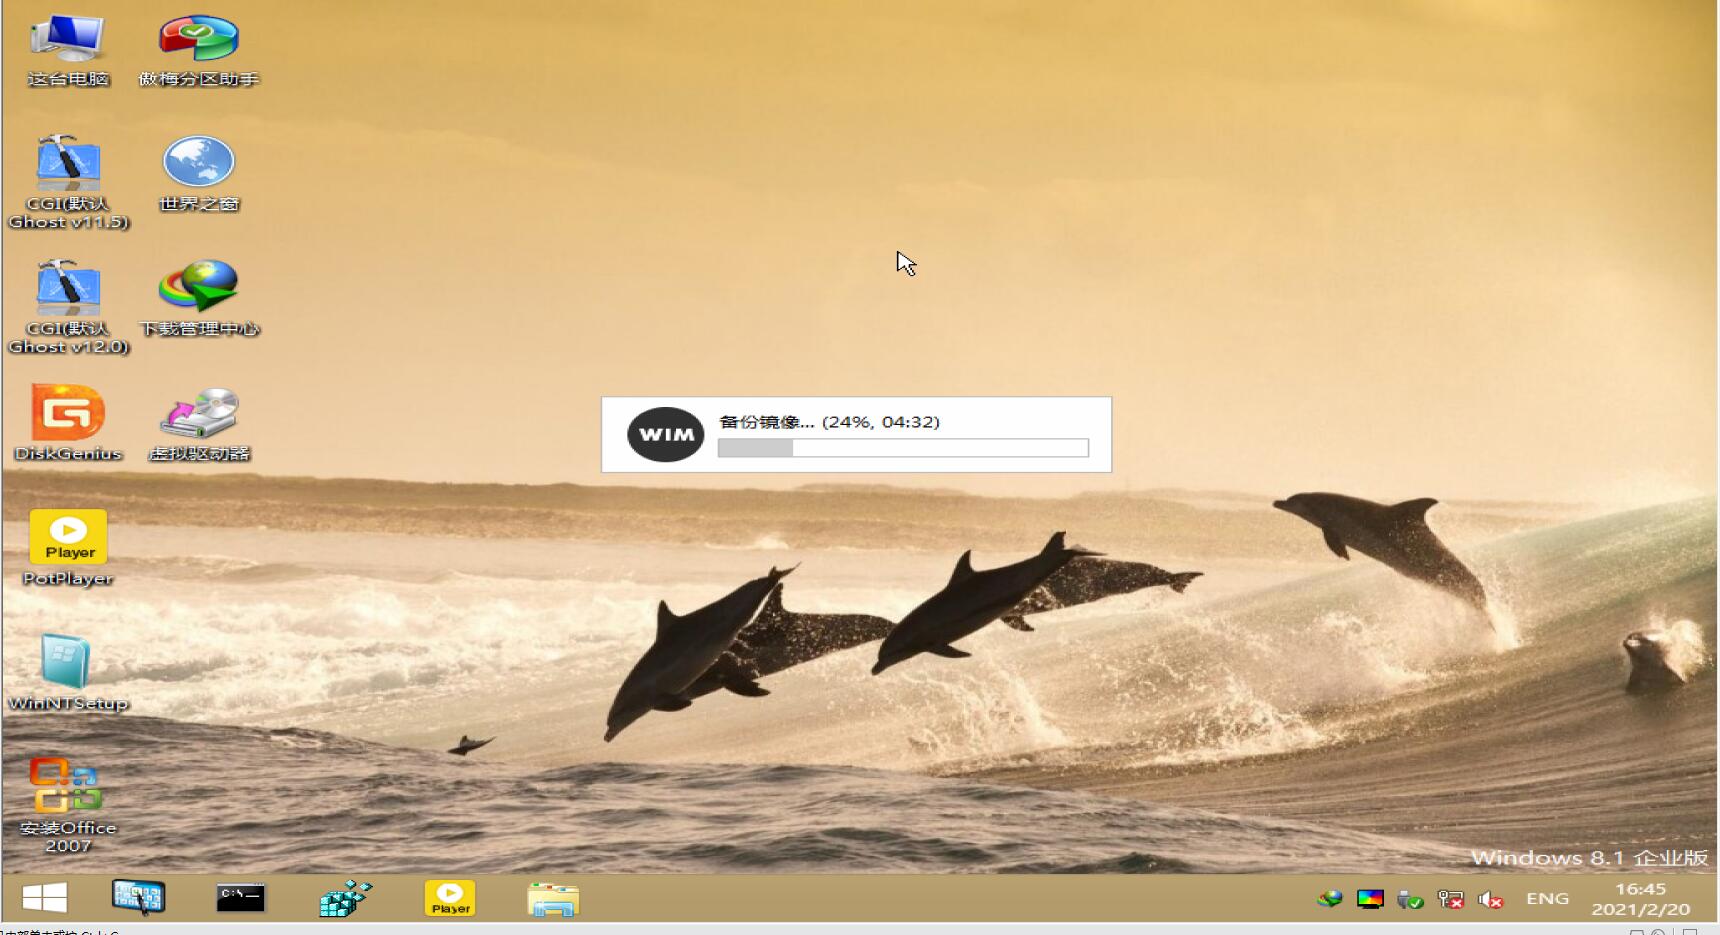 这台电脑
傲梅分区助手
CGI(默认
Ghost v11.5)
世界之窗
CGI(默认
Ghost v12.0)
下载管理中心
DiskGenius
虚拟驱动器
WIM
备份镜像... (24%, 04:32)
Player
PotPlayer
WinNTSetup
安装Office
2007
Windows 8.1 企业版
C:\
Player
ENG
16:45
2021/2/20